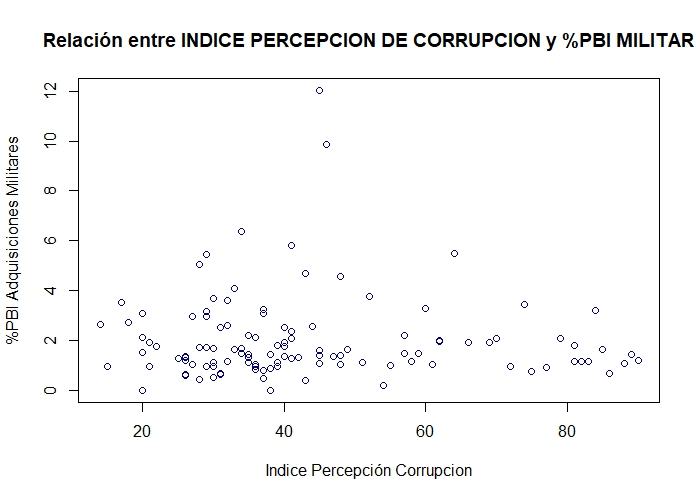 Relación entre INDICE PERCEPCION DE CORRUPCION y %PBI MILITAR
12
10
8
6
4
2
0
%PBI Adquisiciones Militares
20 40 60 80
Indice Percepción Corrupcion